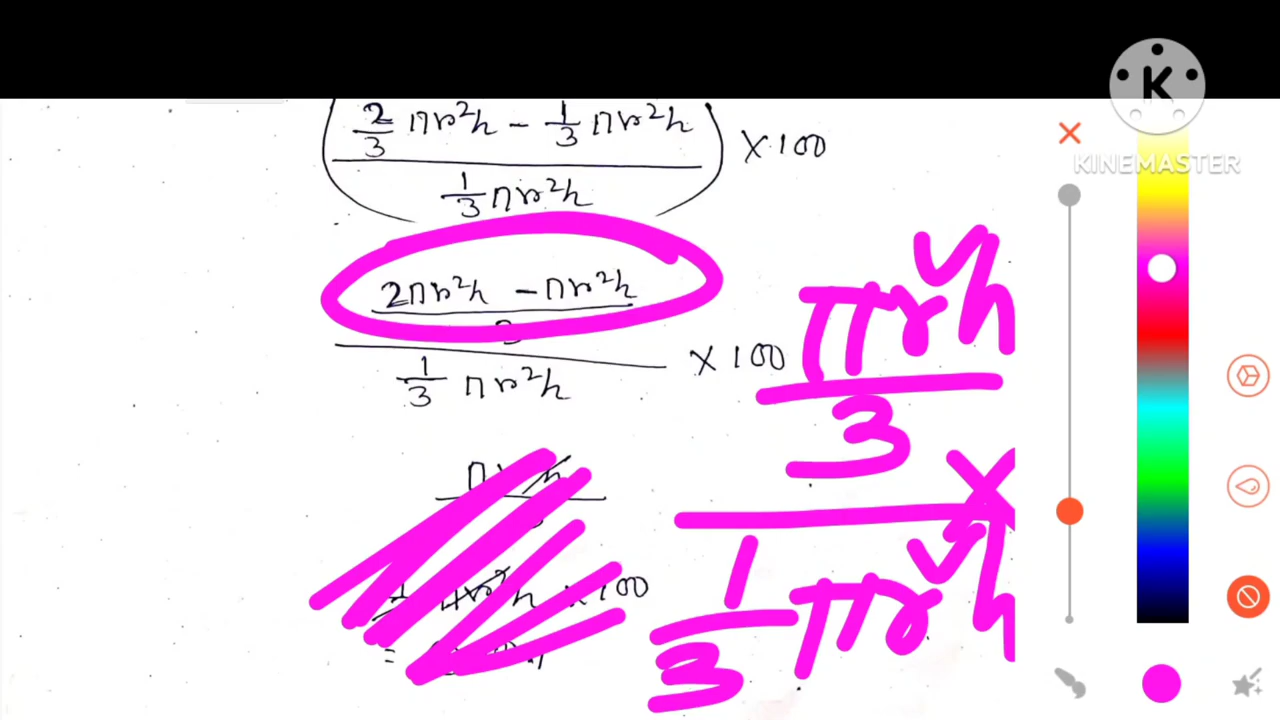 K
KINEMASTER
2/3 πr²h - 1/3 πr²h
1/3 πr²h
× 100
2πr²h - πr²h
3
1/3 πr²h
× 100
πr²h
3
×
1/3 πr²h
100